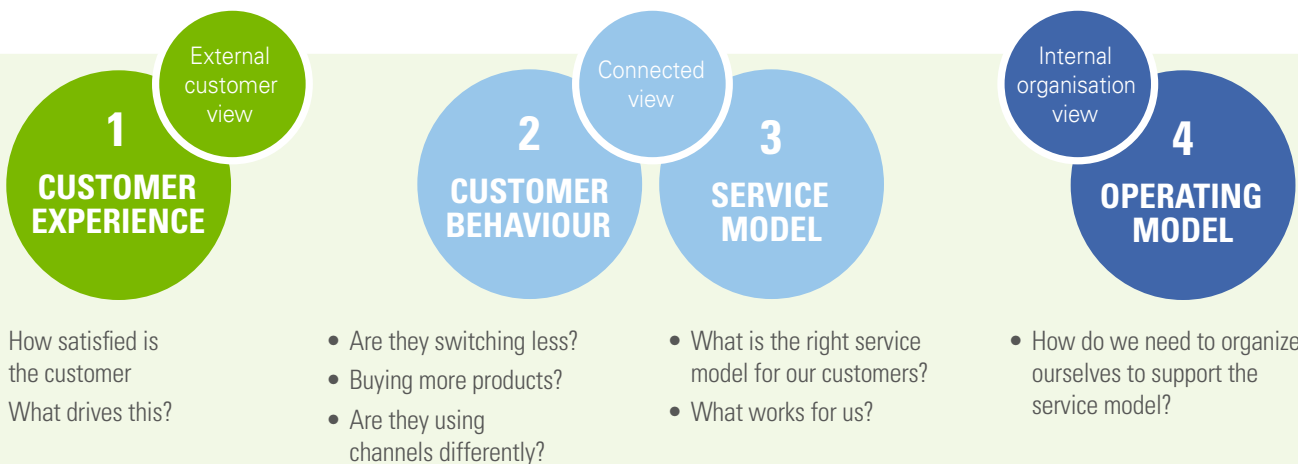 External
customer
view
1
CUSTOMER
EXPERIENCE
Connected
view
2
CUSTOMER
BEHAVIOUR
3
SERVICE
MODEL
Internal
organisation
view
4
OPERATING
MODEL
How satisfied is
the customer
What drives this?
• Are they switching less?
• Buying more products?
• Are they using
channels differently?
• What is the right service
model for our customers?
• What works for us?
• How do we need to organize
ourselves to support the
service model?